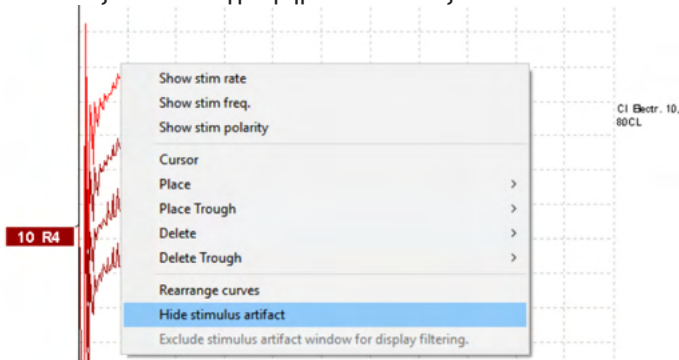 Show stim rate
Show stim freq.
Show stim polarity
CI Electr. 10,
80CL
Cursor
Place
Place Trough
10 R4
Delete
Delete Trough
Rearrange curves
Hide stimulus artifact
Exclude stimulus artifact window for display filtering.